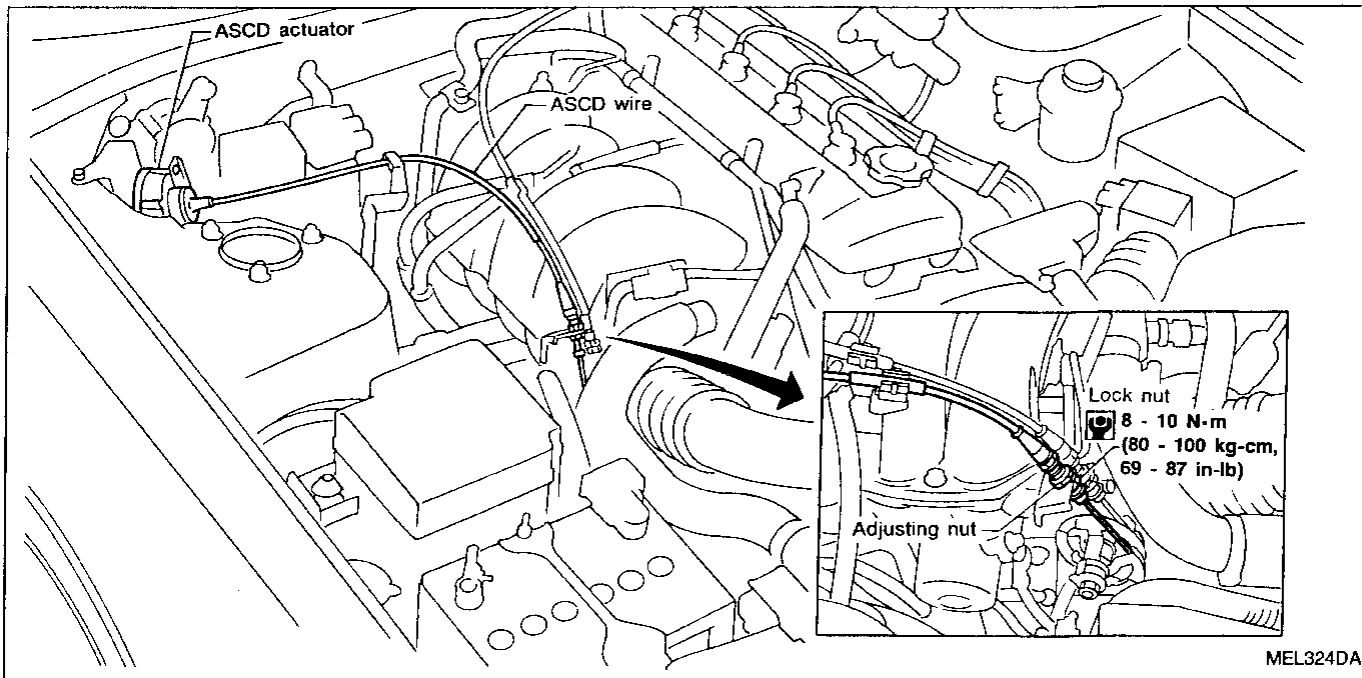 ASCD actuator
ASCD wire
Lock nut
8 - 10 N·m
(80 - 100 kg-cm,
69 - 87 in-lb)
Adjusting nut
MEL324DA